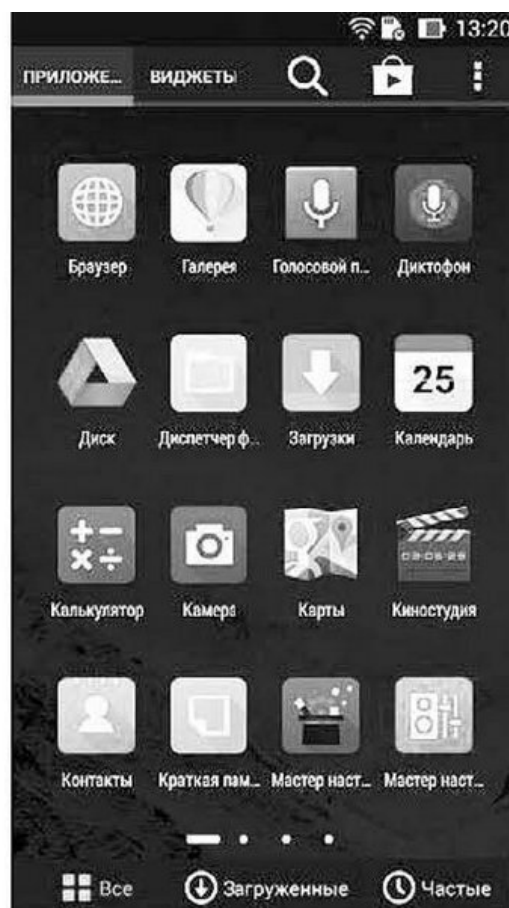 13:20
ПРИЛОЖЕ... ВИДЖЕТЫ
Браузер Галерея Голосовой п... Диктофон
25
Диск Диспетчер ф... Загрузки Календарь
Калькулятор Камера Карты Киностудия
Контакты Краткая пам... Мастер наст... Мастер наст...
Все Загруженные Частые